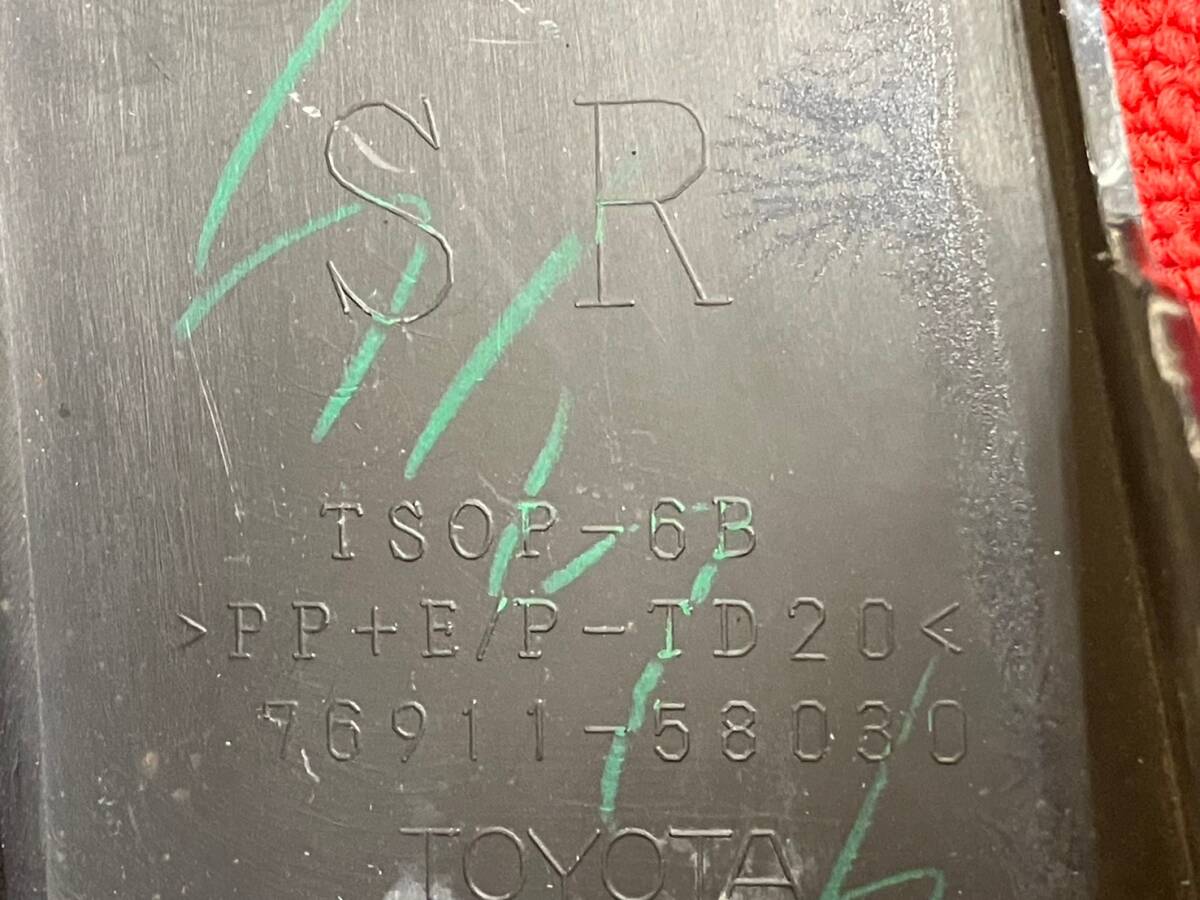 S R
TSOP-6B
>PP+E/P-TD20<
76911-58030
TOYOTA